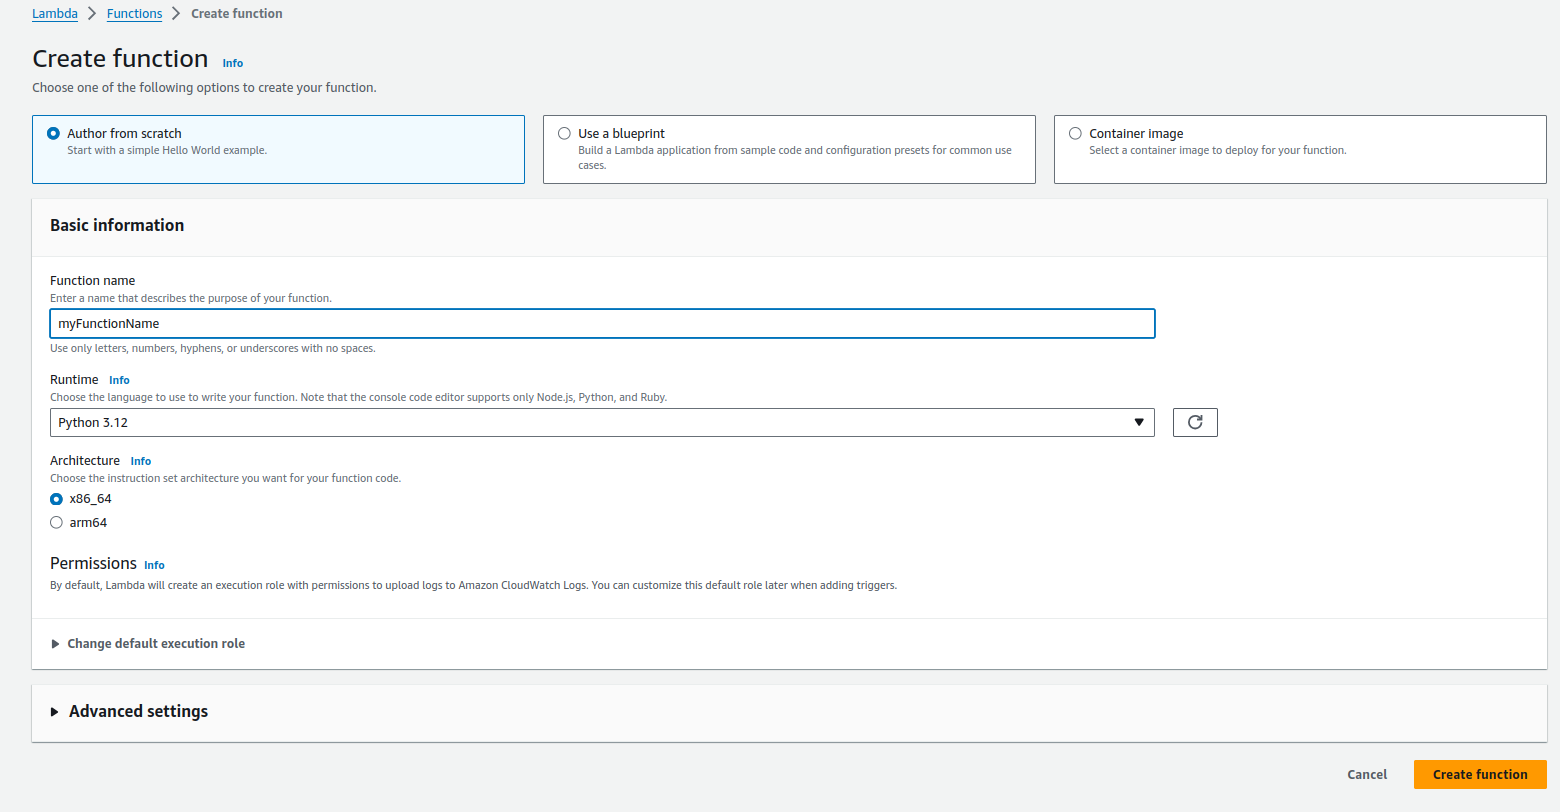 Lambda > Functions > Create function
Create function Info
Choose one of the following options to create your function.
Author from scratch
Start with a simple Hello World example.
Use a blueprint
Build a Lambda application from sample code and configuration presets for common use
cases.
Container image
Select a container image to deploy for your function.
Basic information
Function name
Enter a name that describes the purpose of your function.
myFunctionName
Use only letters, numbers, hyphens, or underscores with no spaces.
Runtime Info
Choose the language to use to write your function. Note that the console code editor supports only Node.js, Python, and Ruby.
Python 3.12
Architecture Info
Choose the instruction set architecture you want for your function code.
x86_64
arm64
Permissions Info
By default, Lambda will create an execution role with permissions to upload logs to Amazon CloudWatch Logs. You can customize this default role later when adding triggers.
Change default execution role
Advanced settings
Cancel Create function